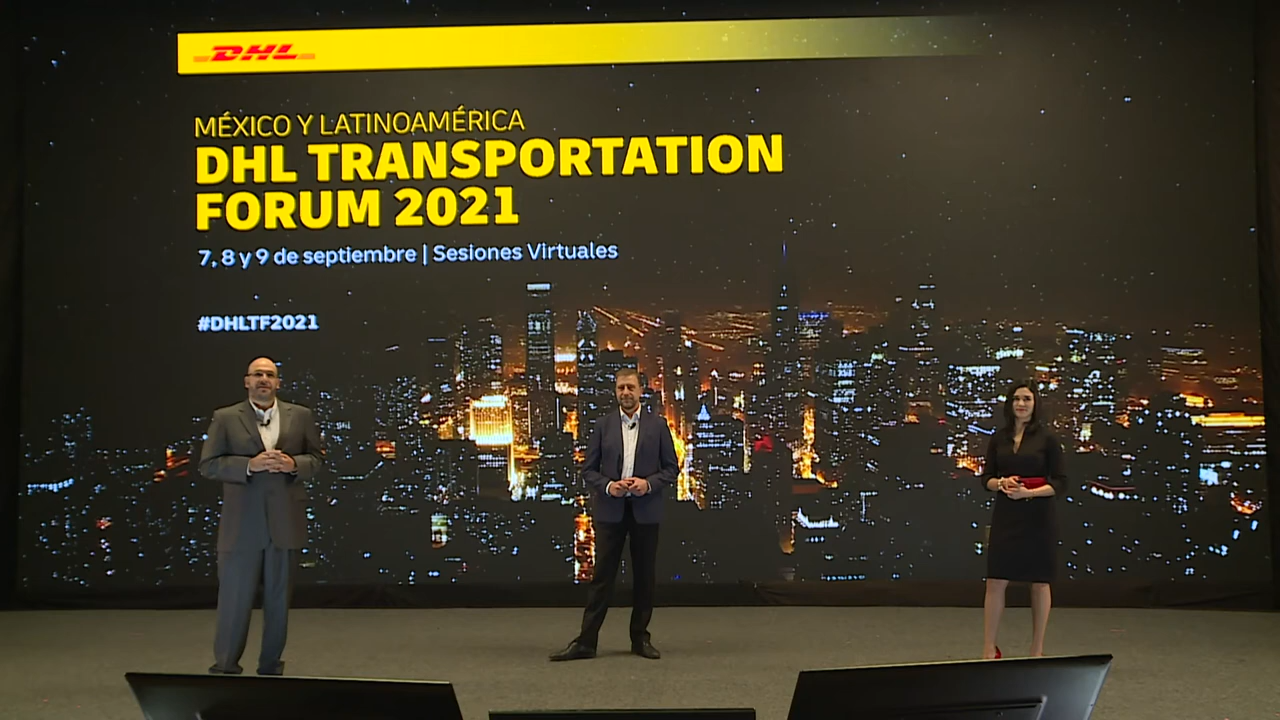 DHL
MÉXICO Y LATINOAMÉRICA
DHL TRANSPORTATION
FORUM 2021
7, 8 y 9 de septiembre | Sesiones Virtuales
#DHLTF2021